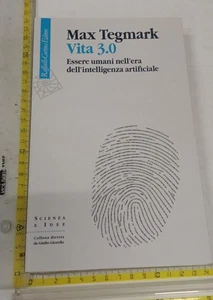 Raffaello Cortina Editore
Max Tegmark
Vita 3.0
Essere umani nell'era
dell'intelligenza artificiale
SCIENZA
E IDEE
Collana diretta
da Giulio Giorello